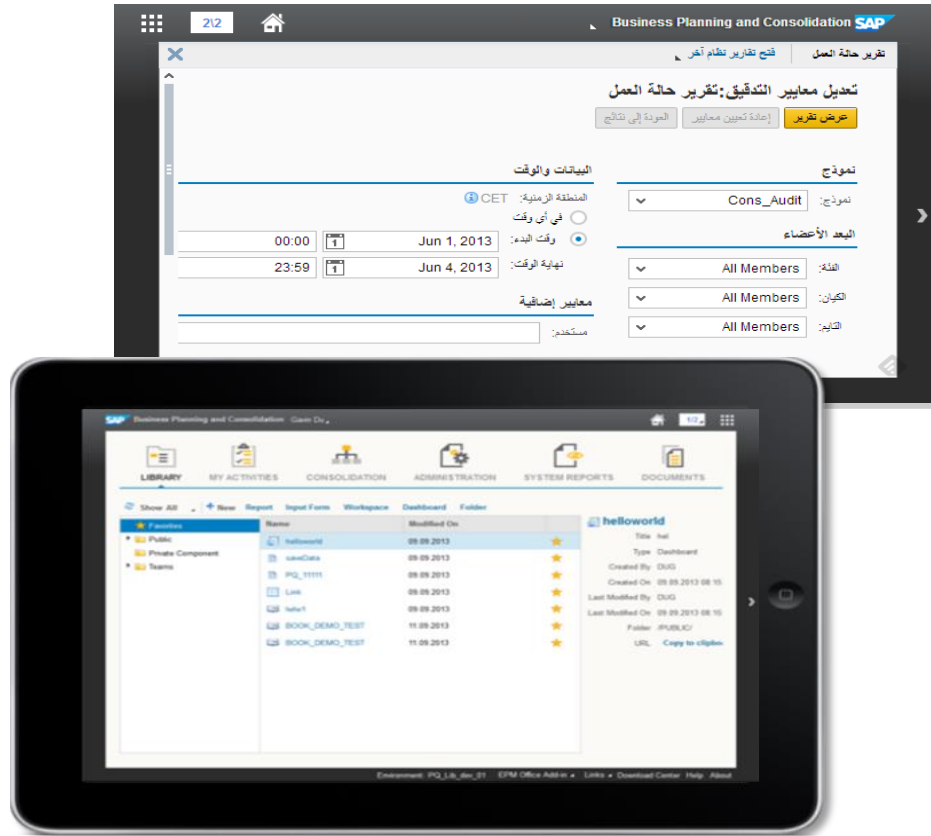 2\2
Business Planning and Consolidation SAP
تقرير حالة العمل
فتح تقارير نظام آخر
تعديل معايير التدقيق:تقرير حالة العمل
عرض تقرير
إعادة تعيين معايير
العودة إلى نتائج
نموذج
نموذج: Cons_Audit
البعد الأعضاء
الفئة: All Members
الكيان: All Members
التايم: All Members
البيانات والوقت
المنطقة الزمنية: CET
في أي وقت
وقت البدء: Jun 1, 2013 00:00
نهاية الوقت: Jun 4, 2013 23:59
معايير إضافية
مستخدم:
SAP Business Planning and Consolidation Gavin Du
1/2
LIBRARY
MY ACTIVITIES
CONSOLIDATION
ADMINISTRATION
SYSTEM REPORTS
DOCUMENTS
Show All
New Report Input Form Workspace Dashboard Folder
Favorites
Public
Private Component
Teams
Name Modified On
helloworld 09.09.2013
saveData 09.09.2013
PQ_11111 09.09.2013
Link 09.09.2013
09.09.2013
BOOK_DEMO_TEST 11.09.2013
BOOK_DEMO_TEST 11.09.2013
helloworld
Title hel
Type Dashboard
Created By DUG
Created On 09.09.2013 08:15
Last Modified By DUG
Last Modified On 09.09.2013 08:15
Folder /PUBLIC/
URL Copy to clipbo
Environment: PQ_Lib_dev_01 EPM Office Add-in Links Download Center Help About